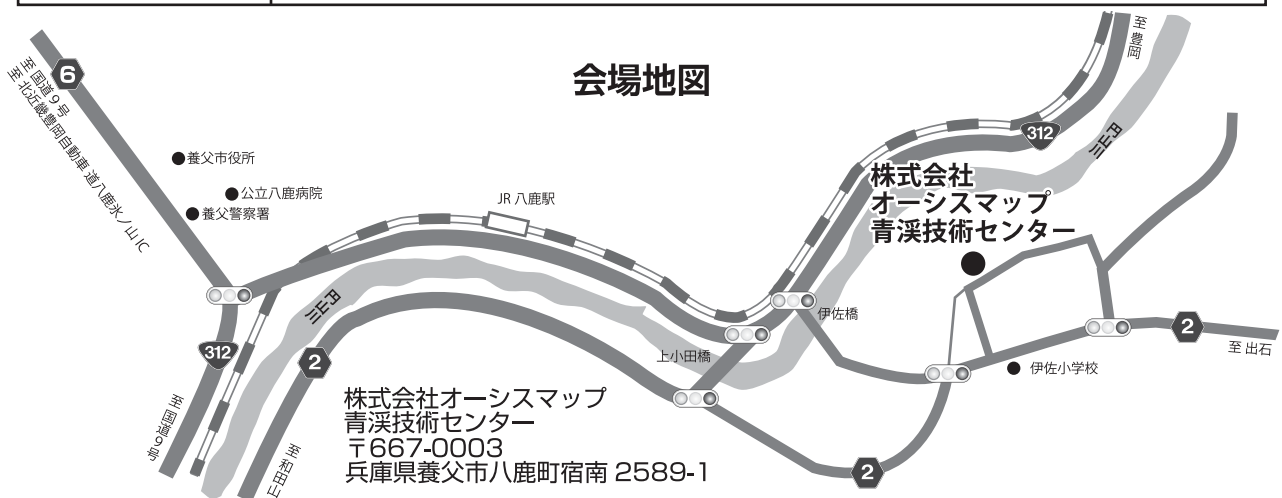 会場地図
至 豊岡
6
至 国道9号
至 北近畿豊岡自動車道八鹿氷ノ山IC
312
円山川
養父市役所
公立八鹿病院
養父警察署
JR 八鹿駅
株式会社
オーシスマップ
青渓技術センター
円山川
伊佐橋
上小田橋
312
2
2
至 出石
伊佐小学校
至 国道9号
至 和田山
株式会社オーシスマップ
青渓技術センター
〒667-0003
兵庫県養父市八鹿町宿南 2589-1
2